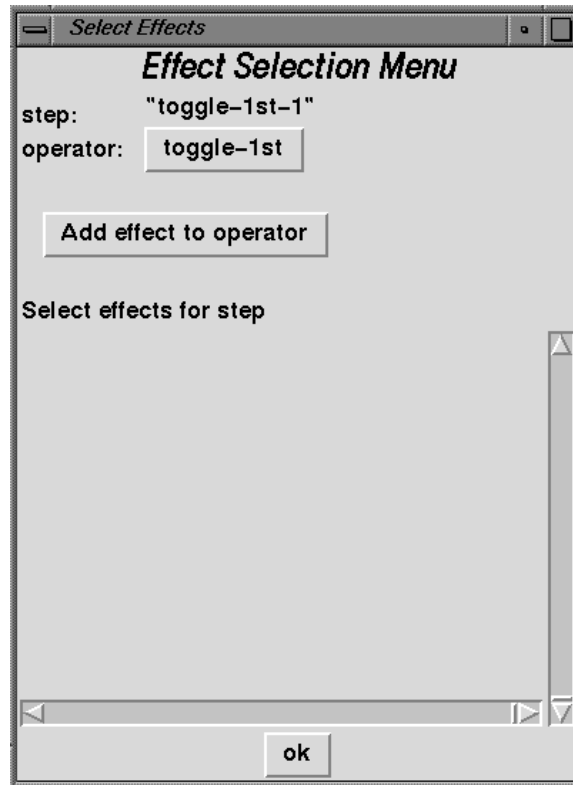 Select Effects
Effect Selection Menu
step: "toggle-1st-1"
operator: toggle-1st
Add effect to operator
Select effects for step
ok